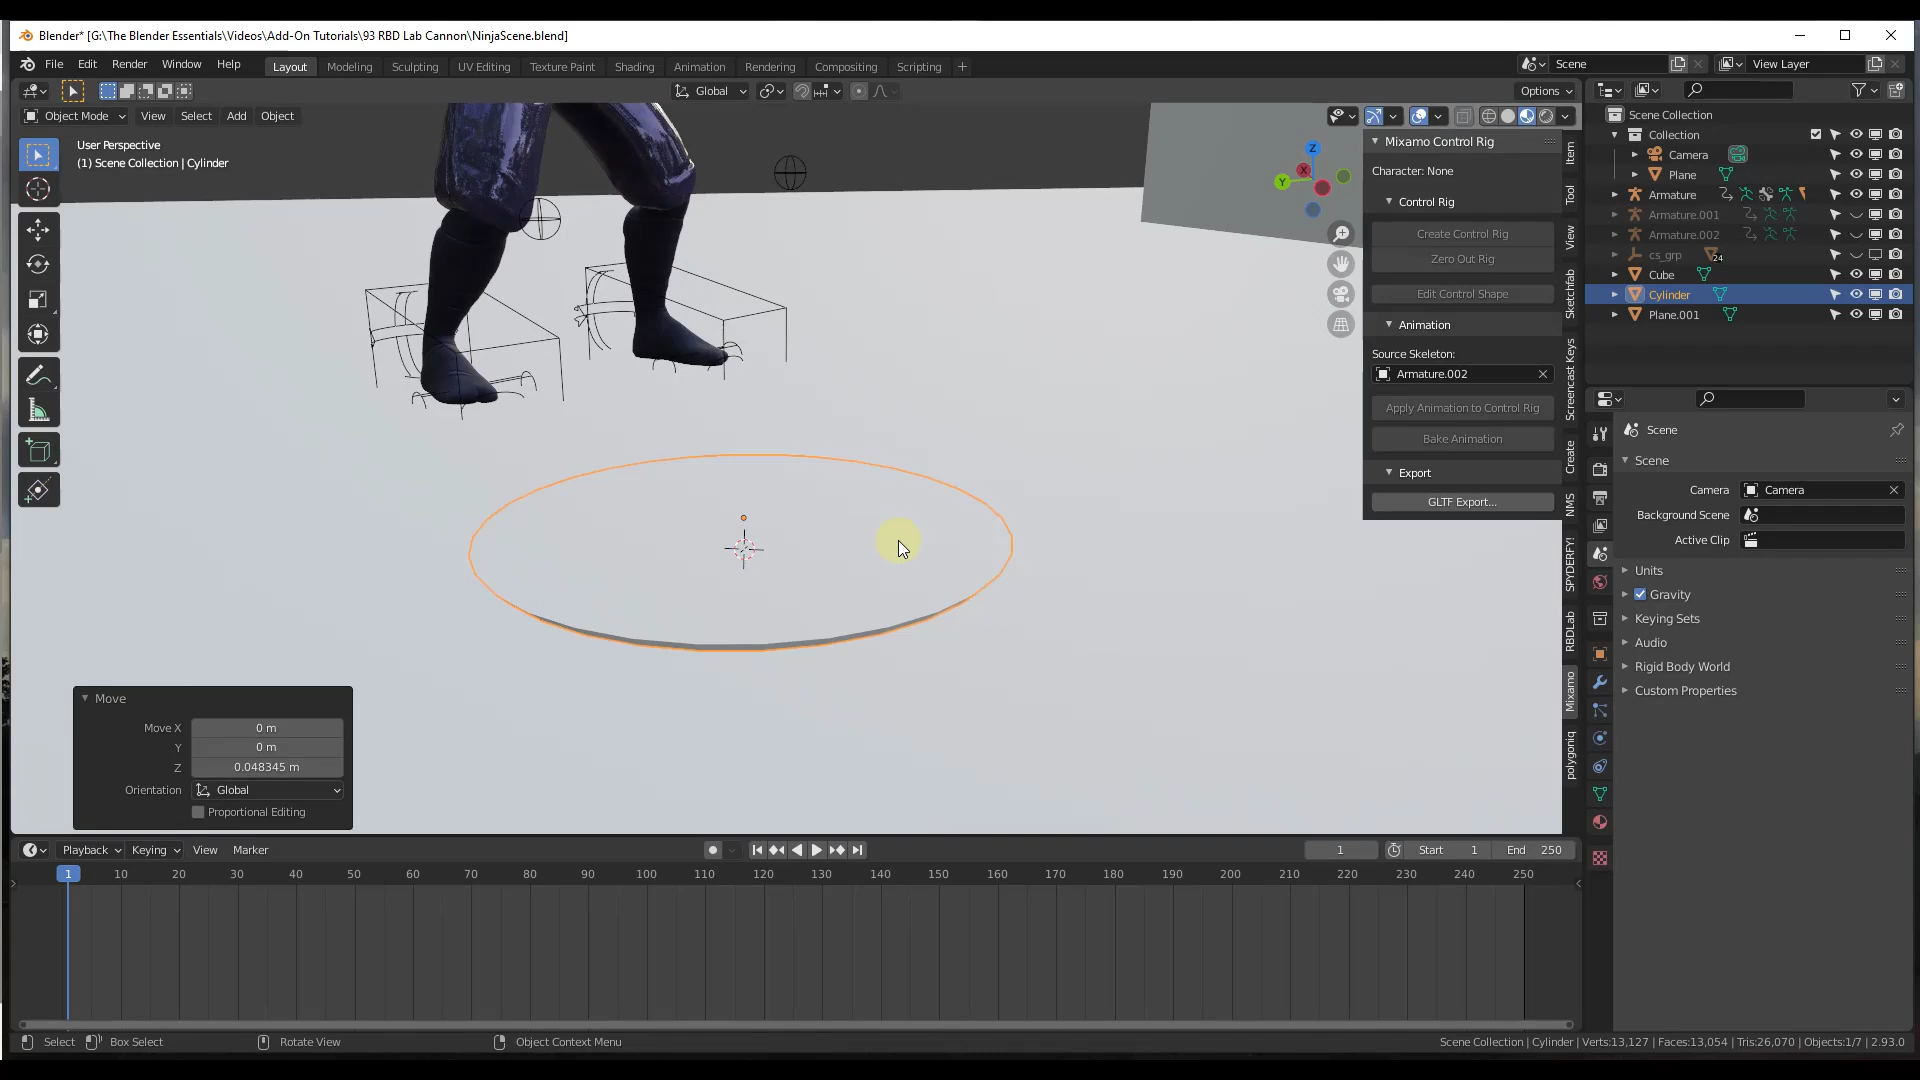 Blender* [G:\The Blender Essentials\Videos\Add-On Tutorials\93 RBD Lab Cannon\NinjaScene.blend]
File Edit Render Window Help Layout Modeling Sculpting UV Editing Texture Paint Shading Animation Rendering Compositing Scripting + Scene View Layer
Global Options
Object Mode View Select Add Object
User Perspective
(1) Scene Collection | Cylinder
Z
X
Y
Mixamo Control Rig
Character: None
Control Rig
Create Control Rig
Zero Out Rig
Edit Control Shape
Animation
Source Skeleton:
Armature.002
Apply Animation to Control Rig
Bake Animation
Export
GLTF Export...
Item
Tool
View
Sketchfab
Screencast Keys
Create
NMS
SPYDERFY!
RBDLab
Mixamo
polygoniq
Scene Collection
Collection
Camera
Plane
Armature
Armature.001
Armature.002
cs_grp 24
Cube
Cylinder
Plane.001
Scene
Scene
Camera Camera
Background Scene
Active Clip
Units
Gravity
Keying Sets
Audio
Rigid Body World
Custom Properties
Move
Move X 0 m
Y 0 m
Z 0.048345 m
Orientation Global
Proportional Editing
Playback Keying View Marker 1 Start 1 End 250
1 10 20 30 40 50 60 70 80 90 100 110 120 130 140 150 160 170 180 190 200 210 220 230 240 250
Select Box Select Rotate View Object Context Menu Scene Collection | Cylinder | Verts:13,127 | Faces:13,054 | Tris:26,070 | Objects:1/7 | 2.93.0